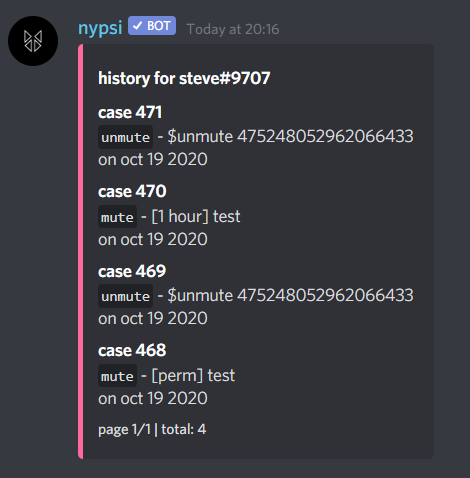 nypsi ✓ BOT Today at 20:16
history for steve#9707
case 471
unmute - $unmute 475248052962066433
on oct 19 2020
case 470
mute - [1 hour] test
on oct 19 2020
case 469
unmute - $unmute 475248052962066433
on oct 19 2020
case 468
mute - [perm] test
on oct 19 2020
page 1/1 | total: 4